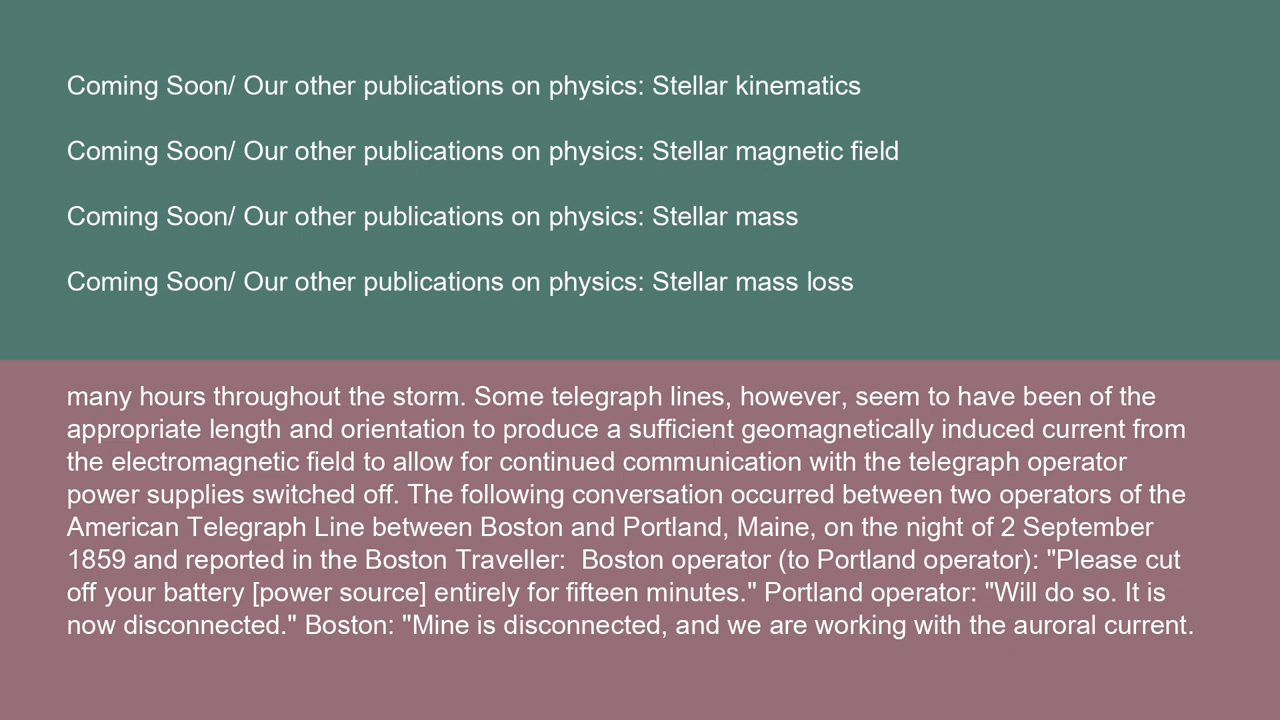 Coming Soon/ Our other publications on physics: Stellar kinematics
Coming Soon/ Our other publications on physics: Stellar magnetic field
Coming Soon/ Our other publications on physics: Stellar mass
Coming Soon/ Our other publications on physics: Stellar mass loss
many hours throughout the storm. Some telegraph lines, however, seem to have been of the
appropriate length and orientation to produce a sufficient geomagnetically induced current from
the electromagnetic field to allow for continued communication with the telegraph operator
power supplies switched off. The following conversation occurred between two operators of the
American Telegraph Line between Boston and Portland, Maine, on the night of 2 September
1859 and reported in the Boston Traveller:  Boston operator (to Portland operator): "Please cut
off your battery [power source] entirely for fifteen minutes." Portland operator: "Will do so. It is
now disconnected." Boston: "Mine is disconnected, and we are working with the auroral current.